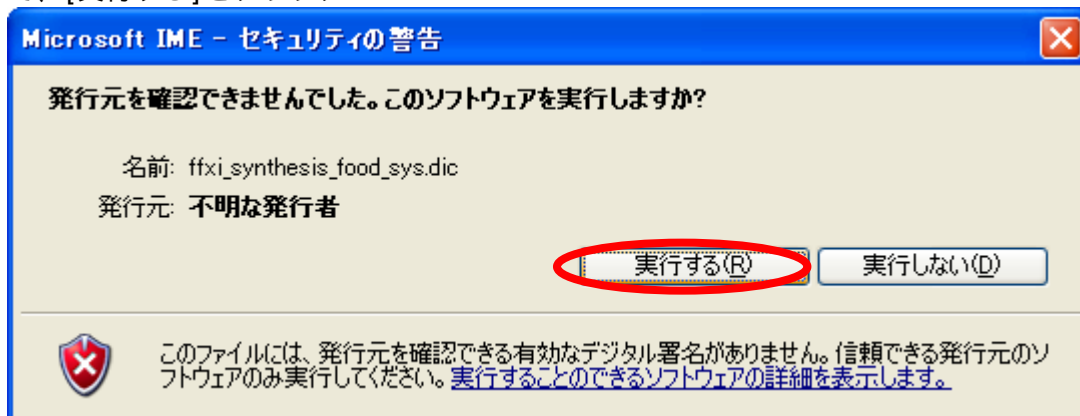 Microsoft IME - セキュリティの警告
発行元を確認できませんでした。このソフトウェアを実行しますか?
名前: ffxi_synthesis_food_sys.dic
発行元: 不明な発行者
実行する(R) 実行しない(D)
このファイルには、発行元を確認できる有効なデジタル署名がありません。信頼できる発行元のソ
フトウェアのみ実行してください。実行することのできるソフトウェアの詳細を表示します。